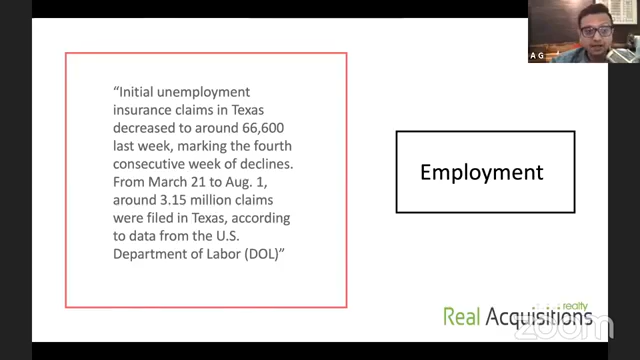 “Initial unemployment
insurance claims in Texas
decreased to around 66,600
last week, marking the fourth
consecutive week of declines.
From March 21 to Aug. 1,
around 3.15 million claims
were filed in Texas, according
to data from the U.S.
Department of Labor (DOL)”
Employment
realty
Real Acquisitions
zoom
A G